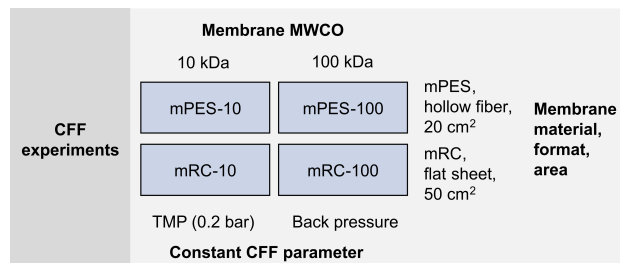 Membrane MWCO
10 kDa
100 kDa
CFF
experiments
mPES-10
mPES-100
mPES,
hollow fiber,
20 cm²
mRC-10
mRC-100
mRC,
flat sheet,
50 cm²
Membrane
material,
format,
area
TMP (0.2 bar)
Back pressure
Constant CFF parameter